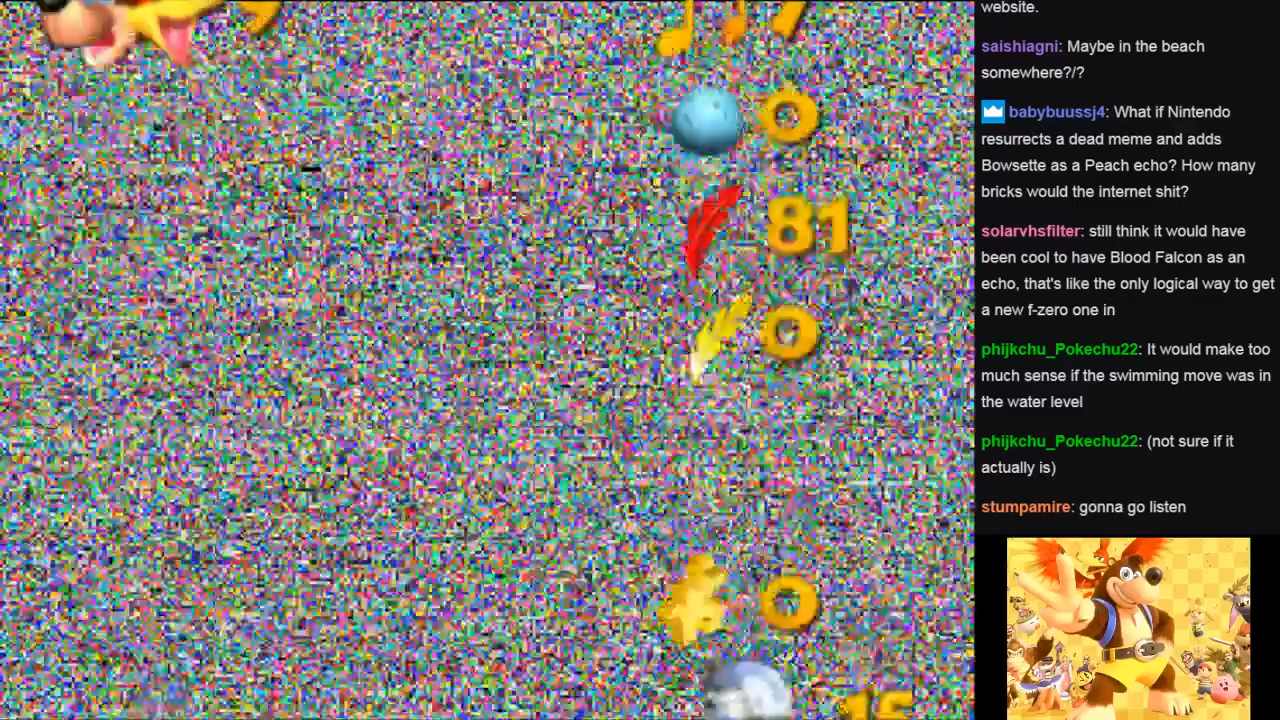 website.
saishiagni: Maybe in the beach
somewhere?/?
babybuussj4: What if Nintendo
resurrects a dead meme and adds
Bowsette as a Peach echo? How many
bricks would the internet shit?
solarvhsfilter: still think it would have
been cool to have Blood Falcon as an
echo, that's like the only logical way to get
a new f-zero one in
phijkchu_Pokechu22: It would make too
much sense if the swimming move was in
the water level
phijkchu_Pokechu22: (not sure if it
actually is)
stumpamire: gonna go listen
0
81
0
0
15